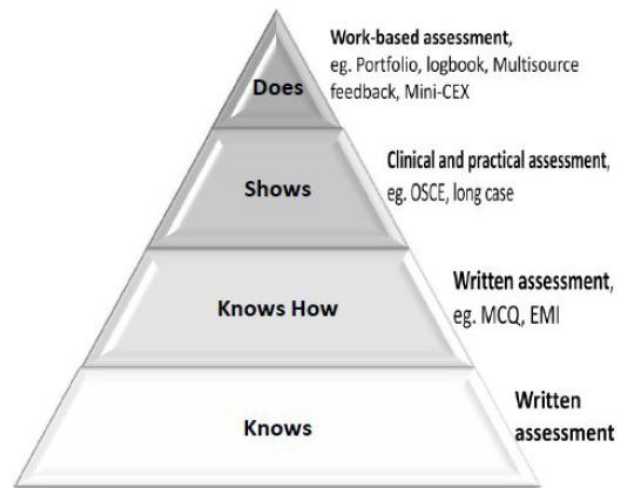 Work-based assessment,
eg. Portfolio, logbook, Multisource
feedback, Mini-CEX
Does
Clinical and practical assessment,
eg. OSCE, long case
Shows
Written assessment,
eg. MCQ, EMI
Knows How
Written
assessment
Knows